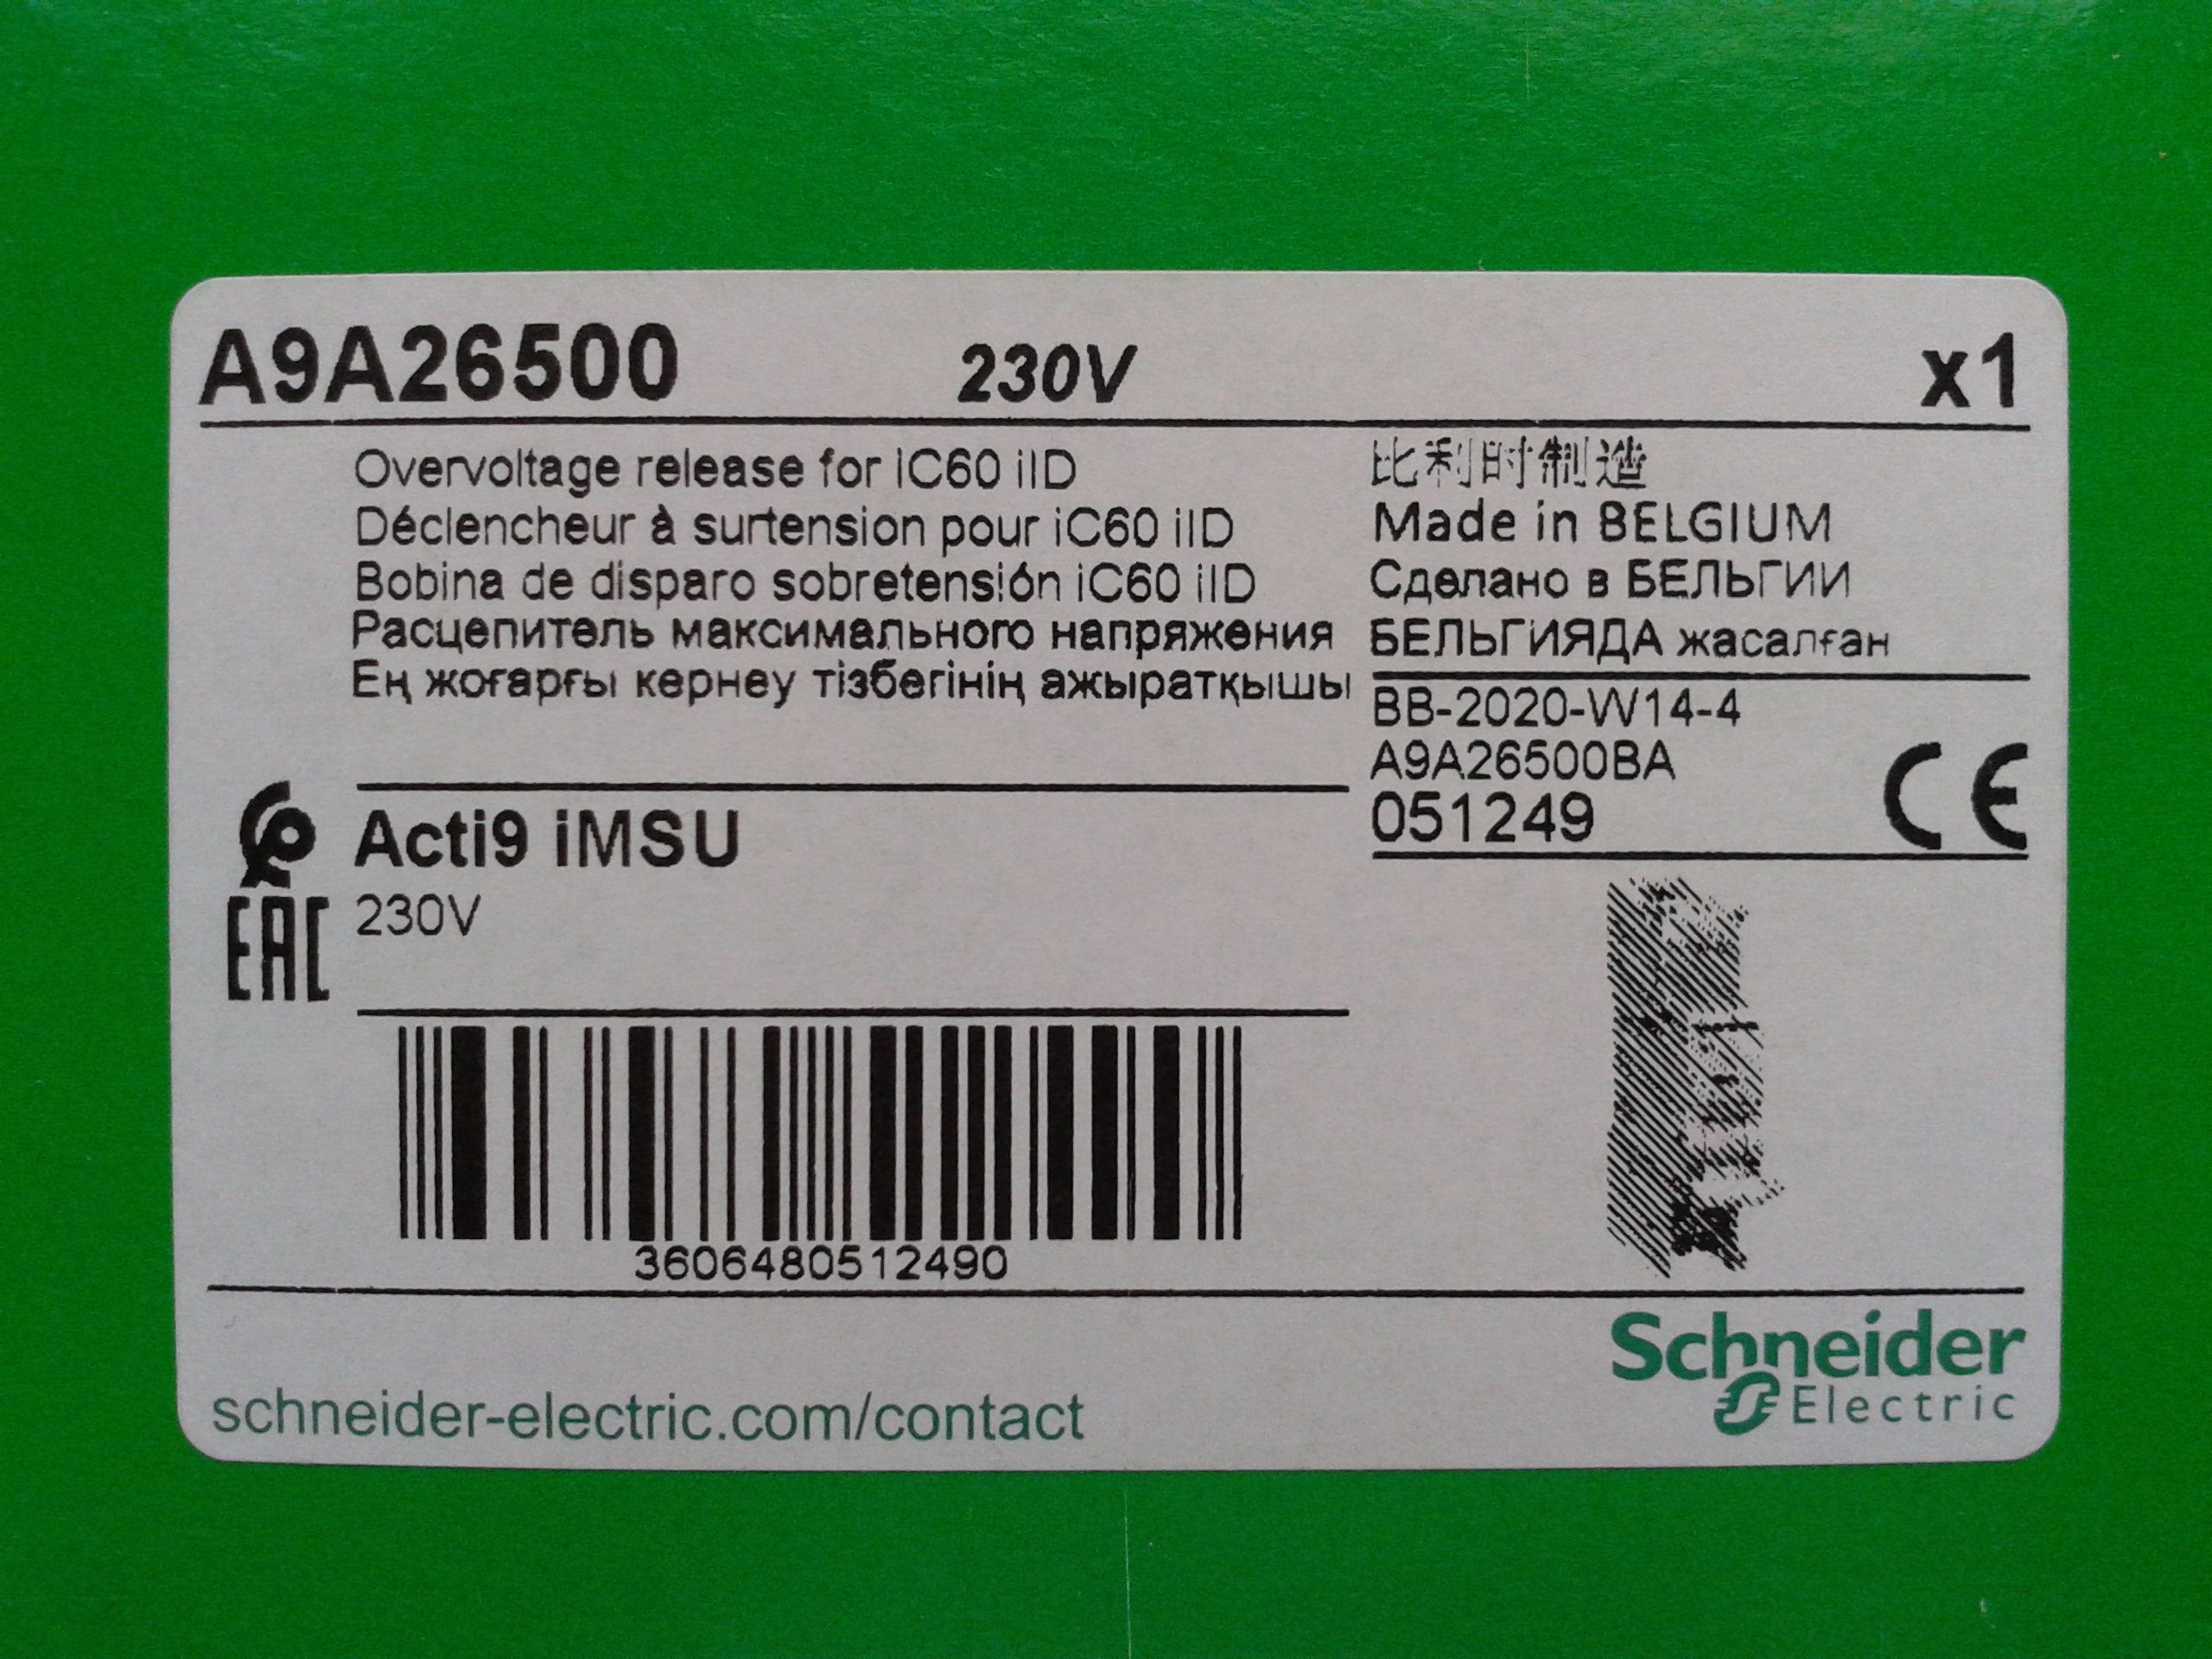 A9A26500 230V x1
Overvoltage release for iC60 iID
Déclencheur à surtension pour iC60 iID
Bobina de disparo sobretensión iC60 iID
Расцепитель максимального напряжения
Ең жоғарғы кернеу тізбегінің ажыратқышы
比利时制造
Made in BELGIUM
Сделано в БЕЛЬГИИ
БЕЛЬГИЯДА жасалған
BB-2020-W14-4
A9A26500BA
051249
CE
EAC
Acti9 iMSU
230V
3606480512490
schneider-electric.com/contact
Schneider
Electric